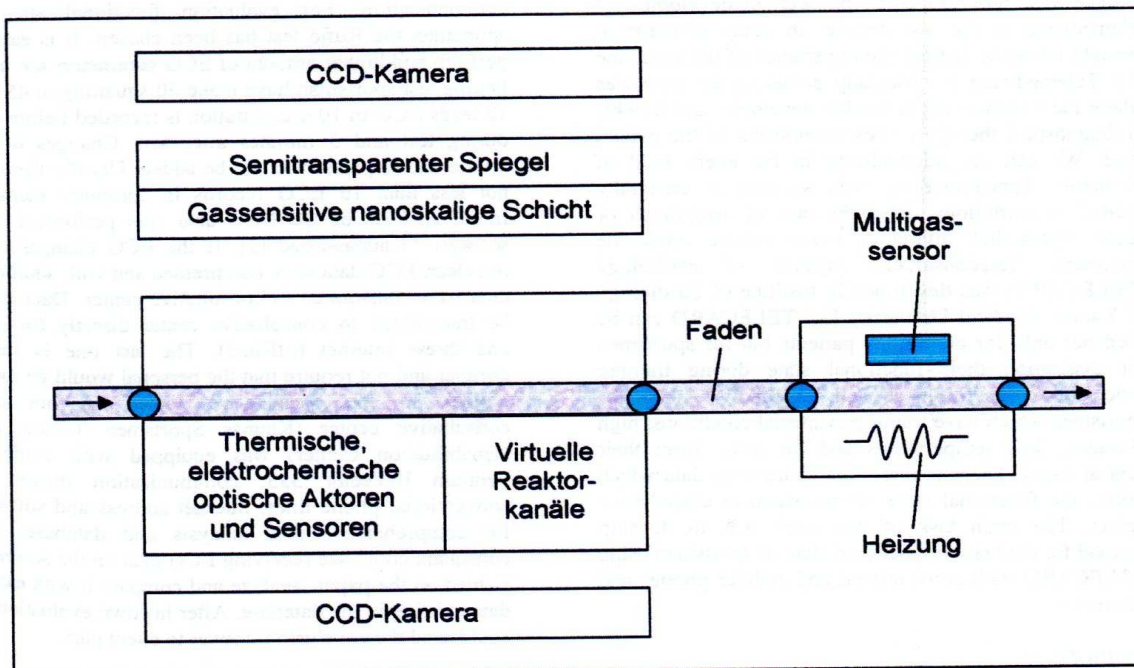 CCD-Kamera
Semitransparenter Spiegel
Gassensitive nanoskalige Schicht
Multigas-
sensor
Faden
Thermische,
elektrochemische
optische Aktoren
und Sensoren
Virtuelle
Reaktor-
kanäle
Heizung
CCD-Kamera